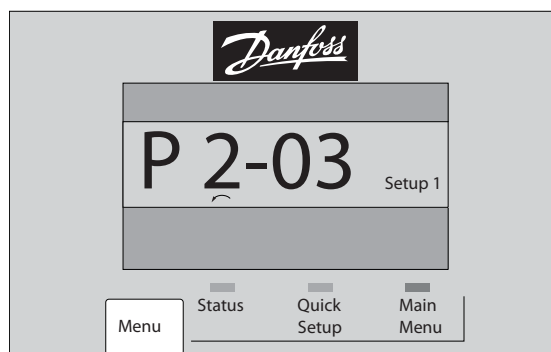 Danfoss
P 2-03
Setup 1
Status
Quick
Setup
Main
Menu
Menu